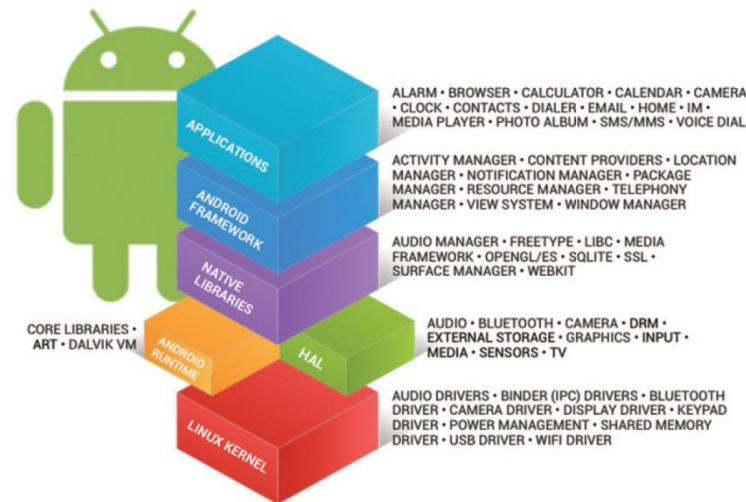 APPLICATIONS
ALARM • BROWSER • CALCULATOR • CALENDAR • CAMERA
• CLOCK • CONTACTS • DIALER • EMAIL • HOME • IM •
MEDIA PLAYER • PHOTO ALBUM • SMS/MMS • VOICE DIAL
ANDROID
FRAMEWORK
ACTIVITY MANAGER • CONTENT PROVIDERS • LOCATION
MANAGER • NOTIFICATION MANAGER • PACKAGE
MANAGER • RESOURCE MANAGER • TELEPHONY
MANAGER • VIEW SYSTEM • WINDOW MANAGER
NATIVE
LIBRARIES
AUDIO MANAGER • FREETYPE • LIBC • MEDIA
FRAMEWORK • OPENGL/ES • SQLITE • SSL •
SURFACE MANAGER • WEBKIT
CORE LIBRARIES •
ART • DALVIK VM
ANDROID
RUNTIME
HAL
AUDIO • BLUETOOTH • CAMERA • DRM •
EXTERNAL STORAGE • GRAPHICS • INPUT •
MEDIA • SENSORS • TV
LINUX KERNEL
AUDIO DRIVERS • BINDER (IPC) DRIVERS • BLUETOOTH
DRIVER • CAMERA DRIVER • DISPLAY DRIVER • KEYPAD
DRIVER • POWER MANAGEMENT • SHARED MEMORY
DRIVER • USB DRIVER • WIFI DRIVER